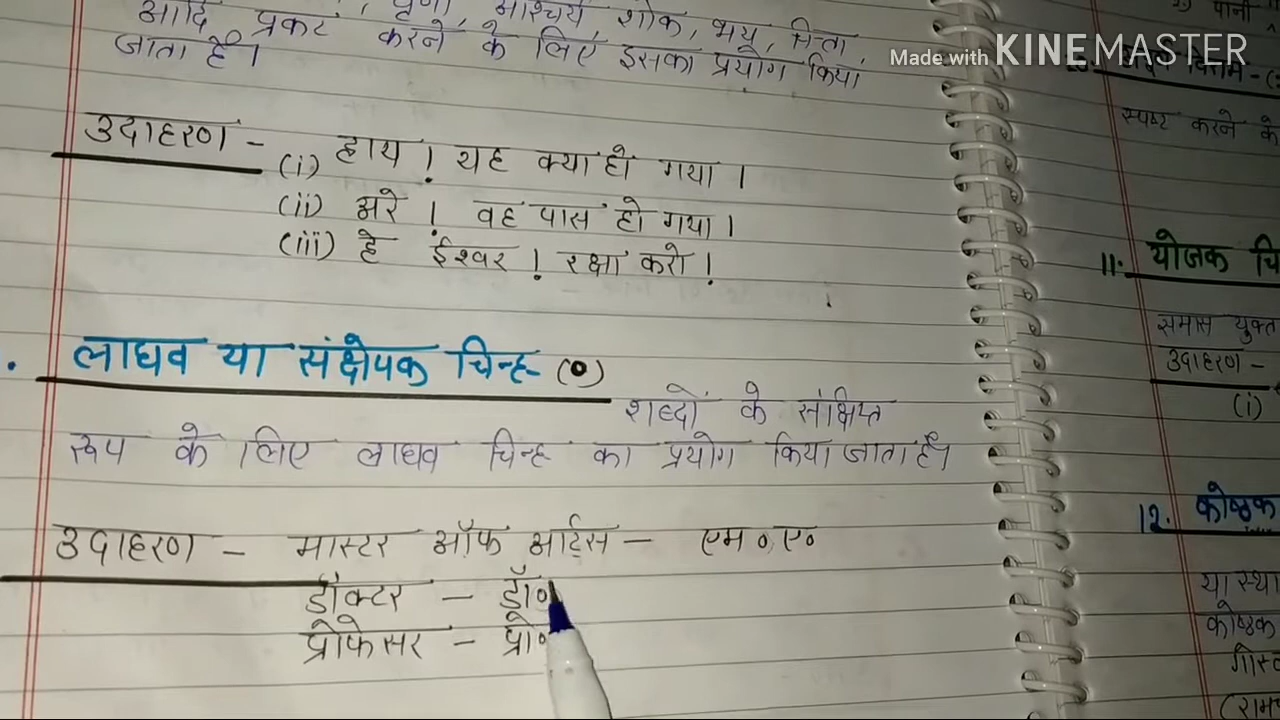 आदि प्रकट करने के लिए इसका प्रयोग किया
जाता है।
उदाहरण - (i) हाय ! यह क्या हो गया ।
(ii) अरे ! वह पास हो गया।
(iii) हे ईश्वर ! रक्षा करो !
लाघव या संक्षेपक चिन्ह - (०)
शब्दों के संक्षिप्त
रूप के लिए लाघव चिन्ह का प्रयोग किया जाता है।
उदाहरण - मास्टर ऑफ आर्ट्स - एम०ए०
डॉक्टर - डॉ०
प्रोफेसर - प्रो०
Made with KINEMASTER
पानी
स्पष्ट करने के
11. योजक चि
समास युक्त
उदाहरण -
(i)
12. कोष्ठक
या स्था
कोष्ठक